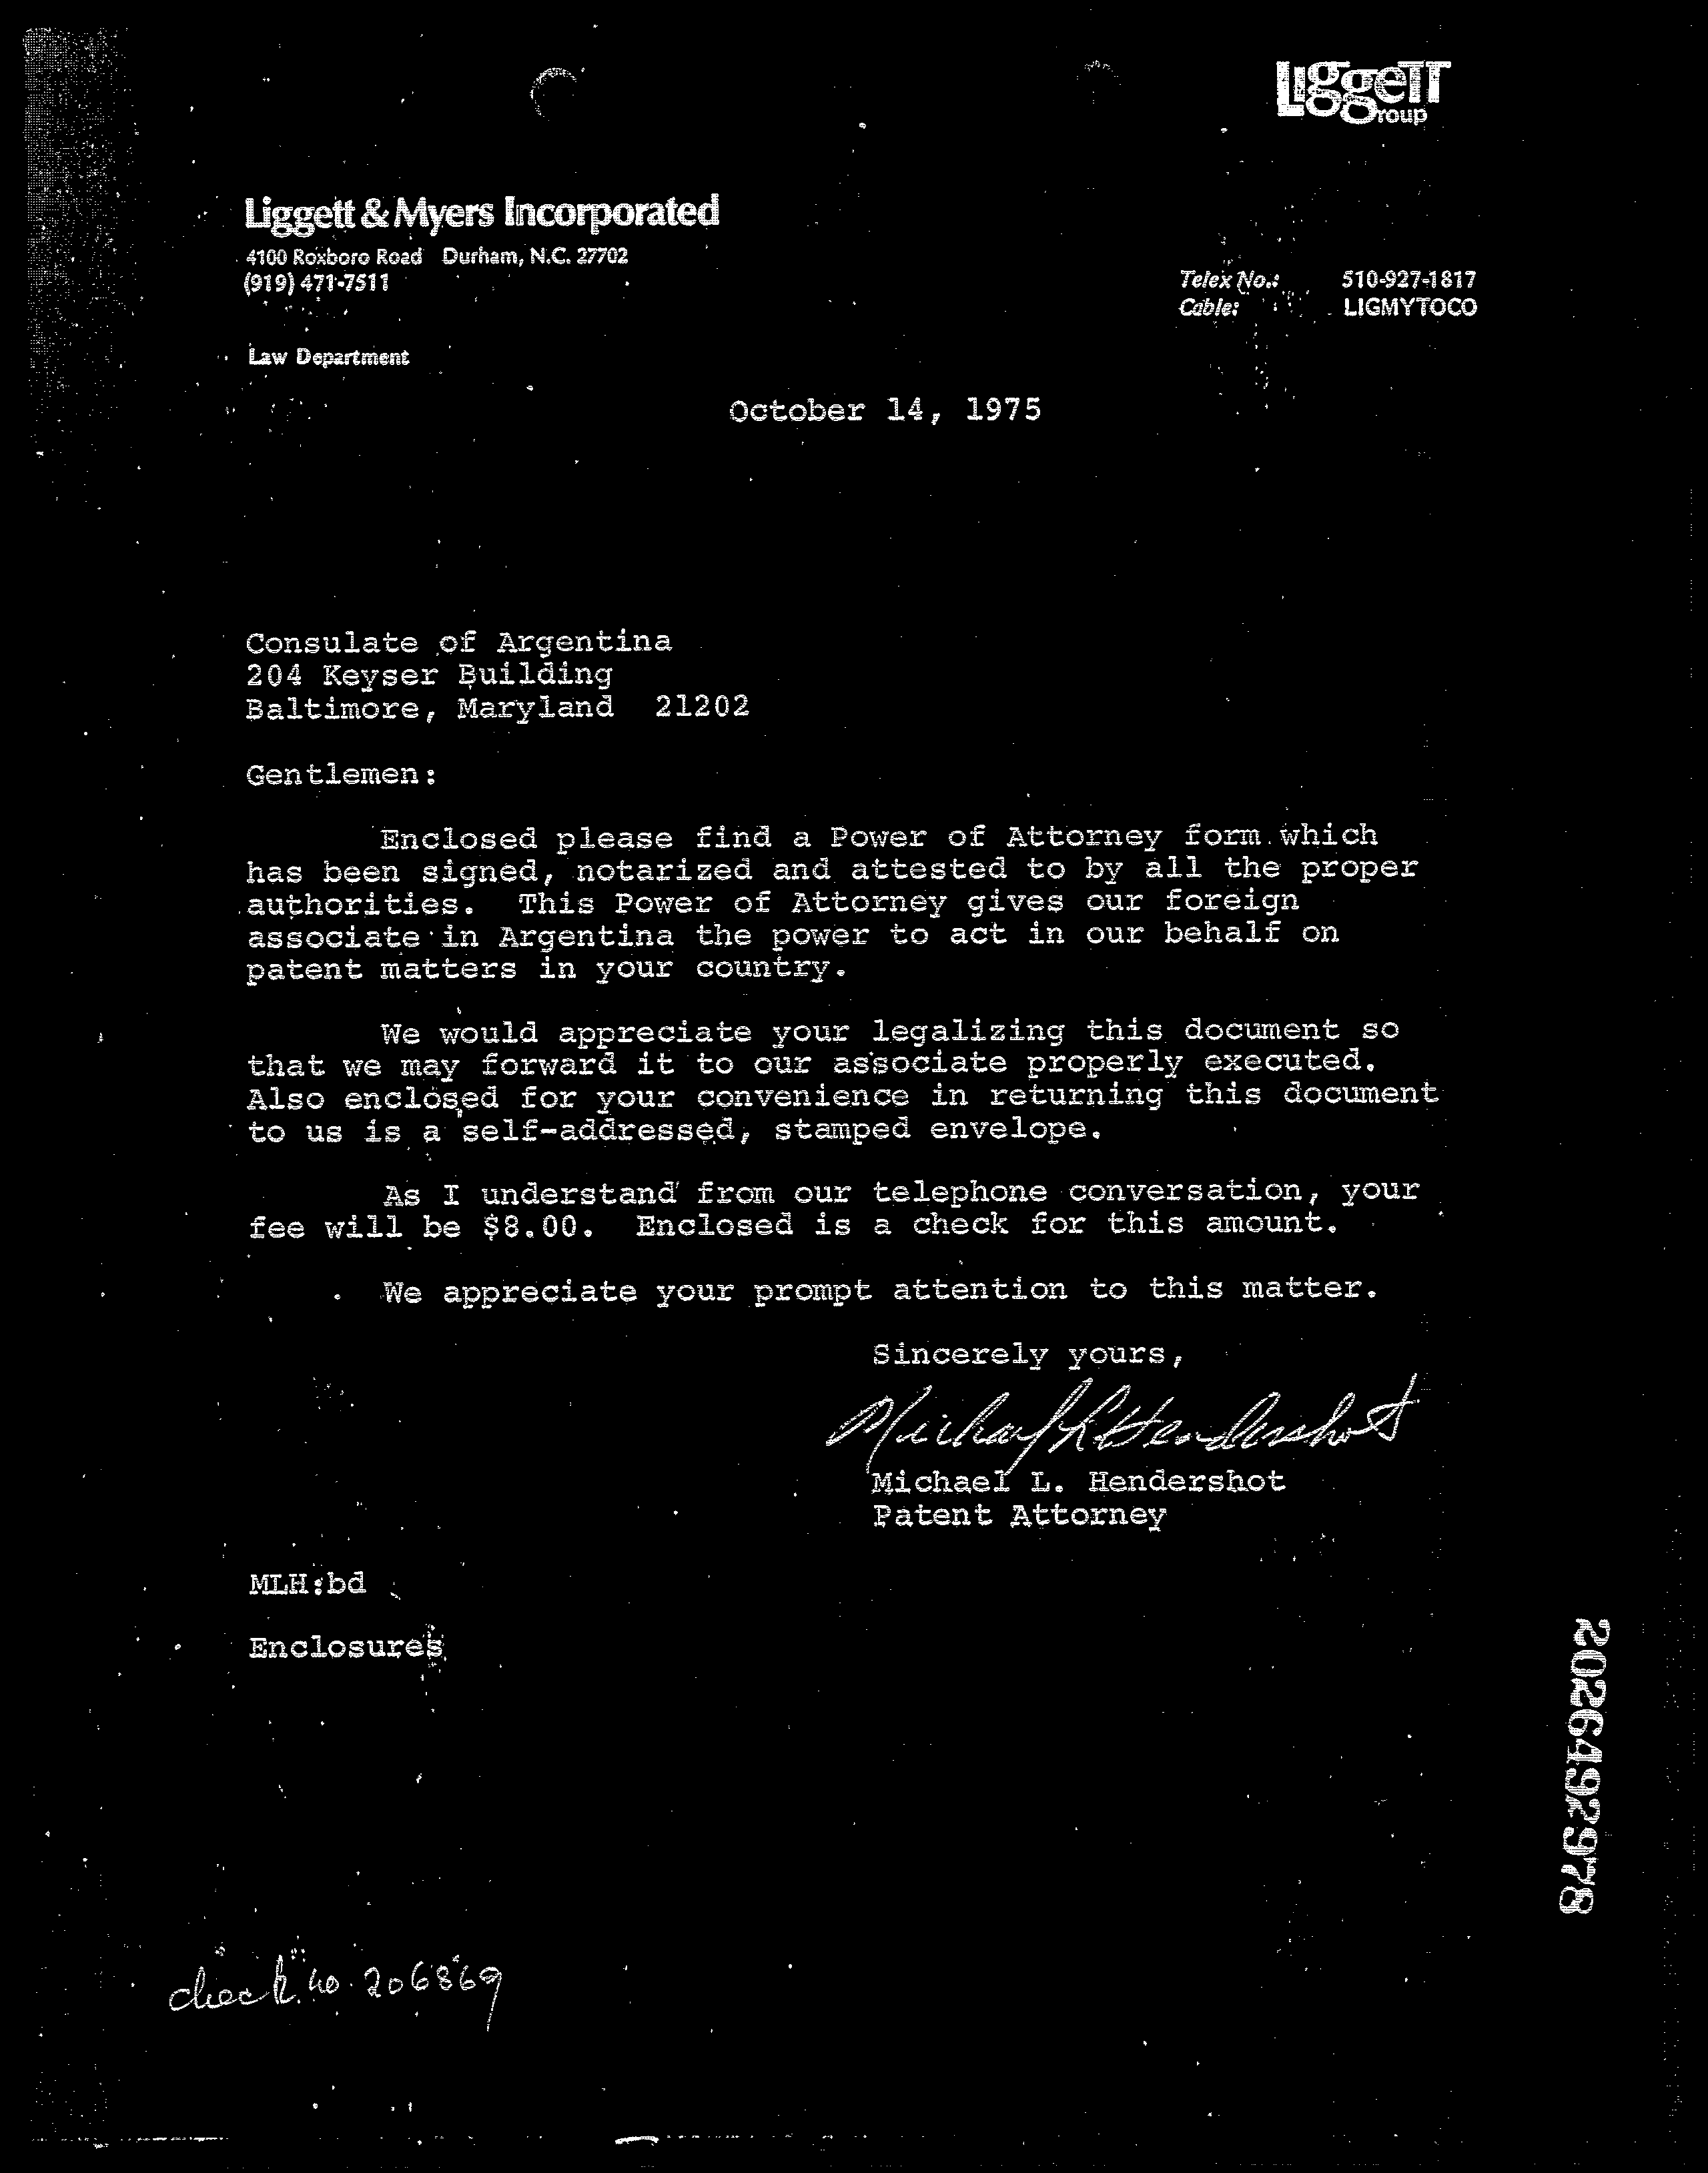 Liggett
Group
Liggett & Myers Incorporated
4100 Roxboro Road Durham, N.C. 27702
(919) 471-7511
Telex No.: 510-927-1817
Cable: LIGMYTOCO
Law Department
October 14, 1975
Consulate of Argentina
204 Keyser Building
Baltimore, Maryland 21202
Gentlemen:
Enclosed please find a Power of Attorney form which
has been signed, notarized and attested to by all the proper
authorities. This Power of Attorney gives our foreign
associate in Argentina the power to act in our behalf on
patent matters in your country.
We would appreciate your legalizing this document so
that we may forward it to our associate properly executed.
Also enclosed for your convenience in returning this document
to us is a self-addressed, stamped envelope.
As I understand from our telephone conversation, your
fee will be $8.00. Enclosed is a check for this amount.
We appreciate your prompt attention to this matter.
Sincerely yours,
Michael L Hendershot
Michael L. Hendershot
Patent Attorney
MLH:bd
Enclosures
2026492978
check no. 206869